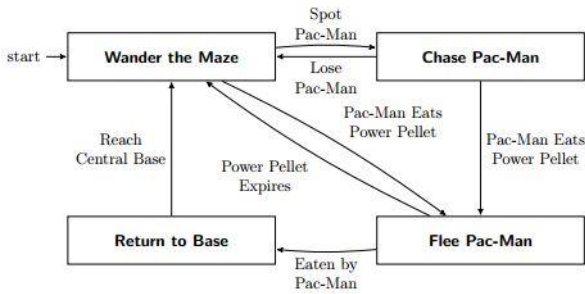 Spot
Pac-Man
start
Wander the Maze
Chase Pac-Man
Lose
Pac-Man
Pac-Man Eats
Power Pellet
Reach
Central Base
Pac-Man Eats
Power Pellet
Power Pellet
Expires
Return to Base
Flee Pac-Man
Eaten by
Pac-Man